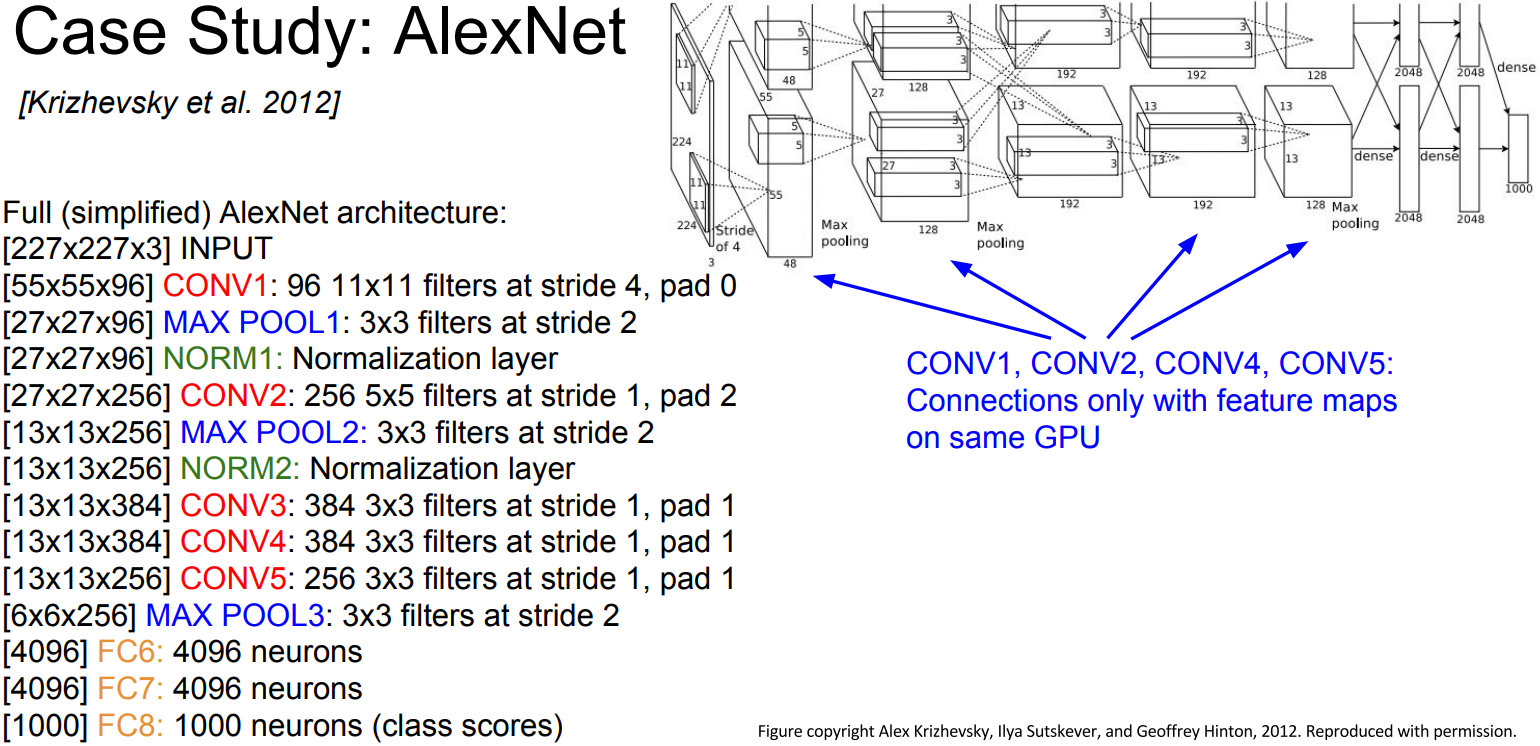 Case Study: AlexNet
[Krizhevsky et al. 2012]
Full (simplified) AlexNet architecture:
[227x227x3] INPUT
[55x55x96] CONV1: 96 11x11 filters at stride 4, pad 0
[27x27x96] MAX POOL1: 3x3 filters at stride 2
[27x27x96] NORM1: Normalization layer
[27x27x256] CONV2: 256 5x5 filters at stride 1, pad 2
[13x13x256] MAX POOL2: 3x3 filters at stride 2
[13x13x256] NORM2: Normalization layer
[13x13x384] CONV3: 384 3x3 filters at stride 1, pad 1
[13x13x384] CONV4: 384 3x3 filters at stride 1, pad 1
[13x13x256] CONV5: 256 3x3 filters at stride 1, pad 1
[6x6x256] MAX POOL3: 3x3 filters at stride 2
[4096] FC6: 4096 neurons
[4096] FC7: 4096 neurons
[1000] FC8: 1000 neurons (class scores)
11
11
224
11
11
224
3
Stride
of 4
5
5
48
55
5
5
55
48
Max
pooling
3
3
128
27
3
3
27
3
3
128
Max
pooling
3
3
192
13
3
3
13
192
3
3
192
13
3
3
13
192
128
13
13
128
Max
pooling
2048
2048
dense
dense
dense
2048
2048
1000
CONV1, CONV2, CONV4, CONV5:
Connections only with feature maps
on same GPU
Figure copyright Alex Krizhevsky, Ilya Sutskever, and Geoffrey Hinton, 2012. Reproduced with permission.